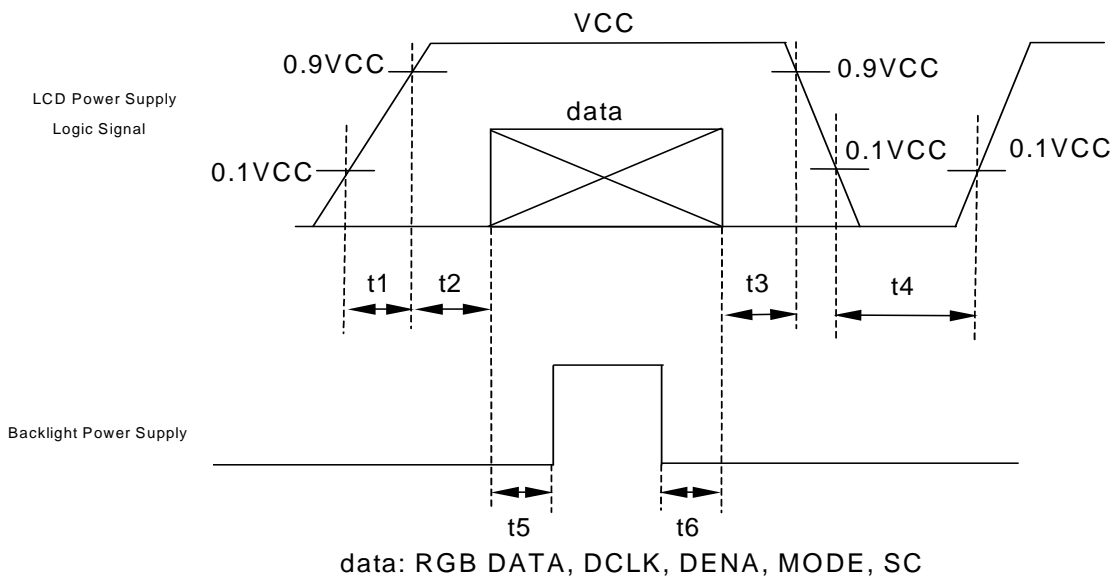 VCC
0.9VCC
0.9VCC
LCD Power Supply
Logic Signal
data
0.1VCC
0.1VCC
0.1VCC
t1
t2
t3
t4
Backlight Power Supply
t5
t6
data: RGB DATA, DCLK, DENA, MODE, SC